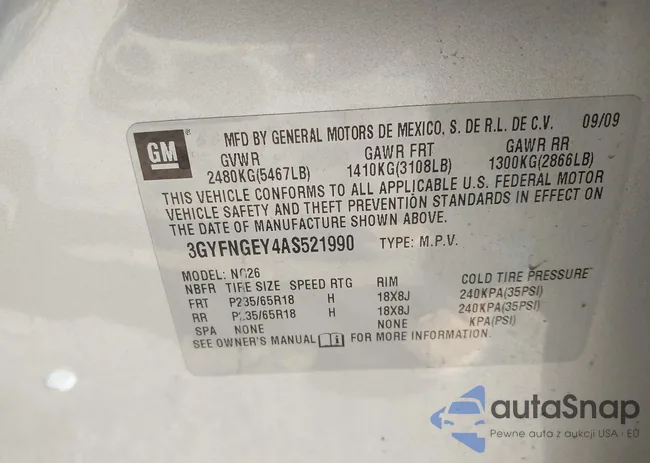 GM
®
MFD BY GENERAL MOTORS DE MEXICO, S. DE R.L. DE C.V. 09/09
GVWR GAWR FRT GAWR RR
2480KG(5467LB) 1410KG(3108LB) 1300KG(2866LB)
THIS VEHICLE CONFORMS TO ALL APPLICABLE U.S. FEDERAL MOTOR
VEHICLE SAFETY AND THEFT PREVENTION STANDARDS IN EFFECT ON
THE DATE OF MANUFACTURE SHOWN ABOVE.
3GYFNGEY4AS521990 TYPE: M.P.V.
MODEL: NG26
NBFR TIRE SIZE SPEED RTG RIM COLD TIRE PRESSURE
FRT P235/65R18 H 18X8J 240KPA(35PSI)
RR P235/65R18 H 18X8J 240KPA(35PSI)
SPA NONE NONE KPA(PSI)
SEE OWNER'S MANUAL FOR MORE INFORMATION.
autoSnap
Pewne auta z aukcji USA i EU